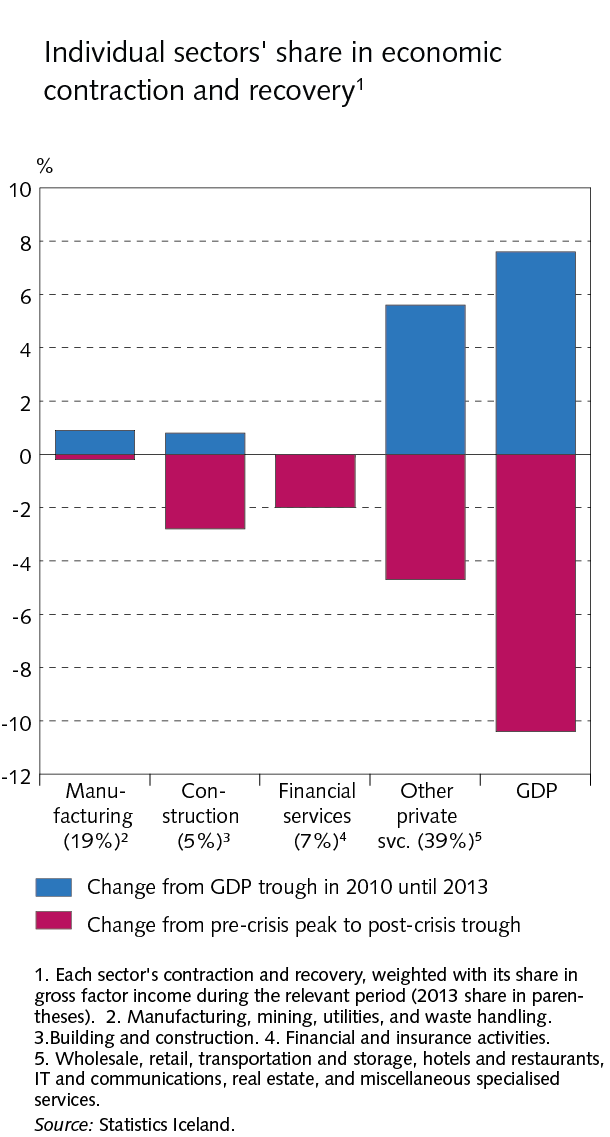 Individual sectors' share in economic
contraction and recovery¹
%
10
8
6
4
2
0
-2
-4
-6
-8
-10
-12
Manu-
facturing
(19%)²
Con-
struction
(5%)³
Financial
services
(7%)⁴
Other
private
svc. (39%)⁵
GDP
Change from GDP trough in 2010 until 2013
Change from pre-crisis peak to post-crisis trough
1. Each sector's contraction and recovery, weighted with its share in
gross factor income during the relevant period (2013 share in paren-
theses). 2. Manufacturing, mining, utilities, and waste handling.
3.Building and construction. 4. Financial and insurance activities.
5. Wholesale, retail, transportation and storage, hotels and restaurants,
IT and communications, real estate, and miscellaneous specialised
services.
Source: Statistics Iceland.